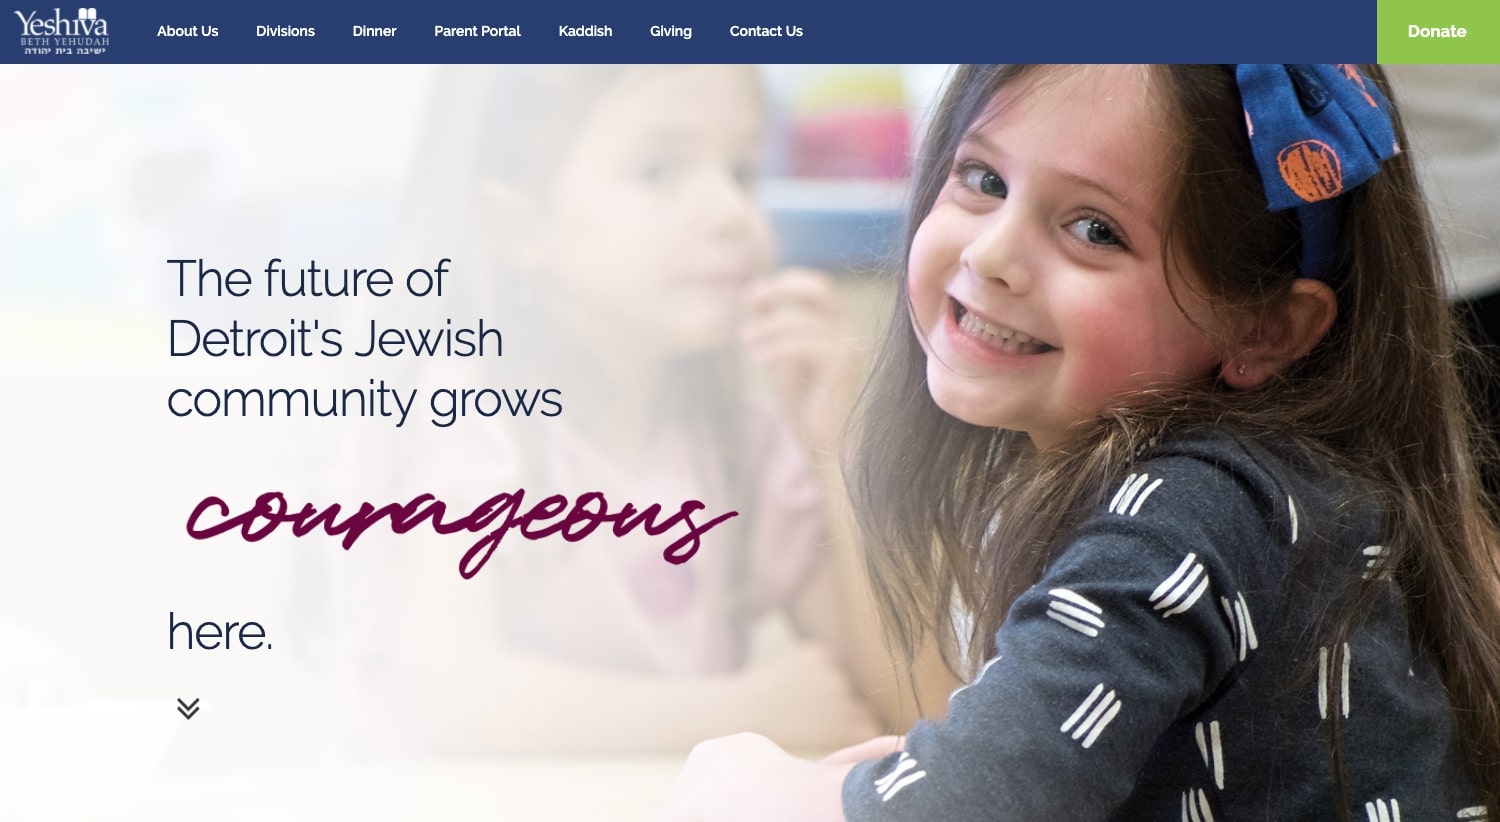 Yeshiva
BETH YEHUDAH
ישיבה בית יהודה
About Us
Divisions
Dinner
Parent Portal
Kaddish
Giving
Contact Us
Donate
The future of
Detroit's Jewish
community grows
courageous
here.